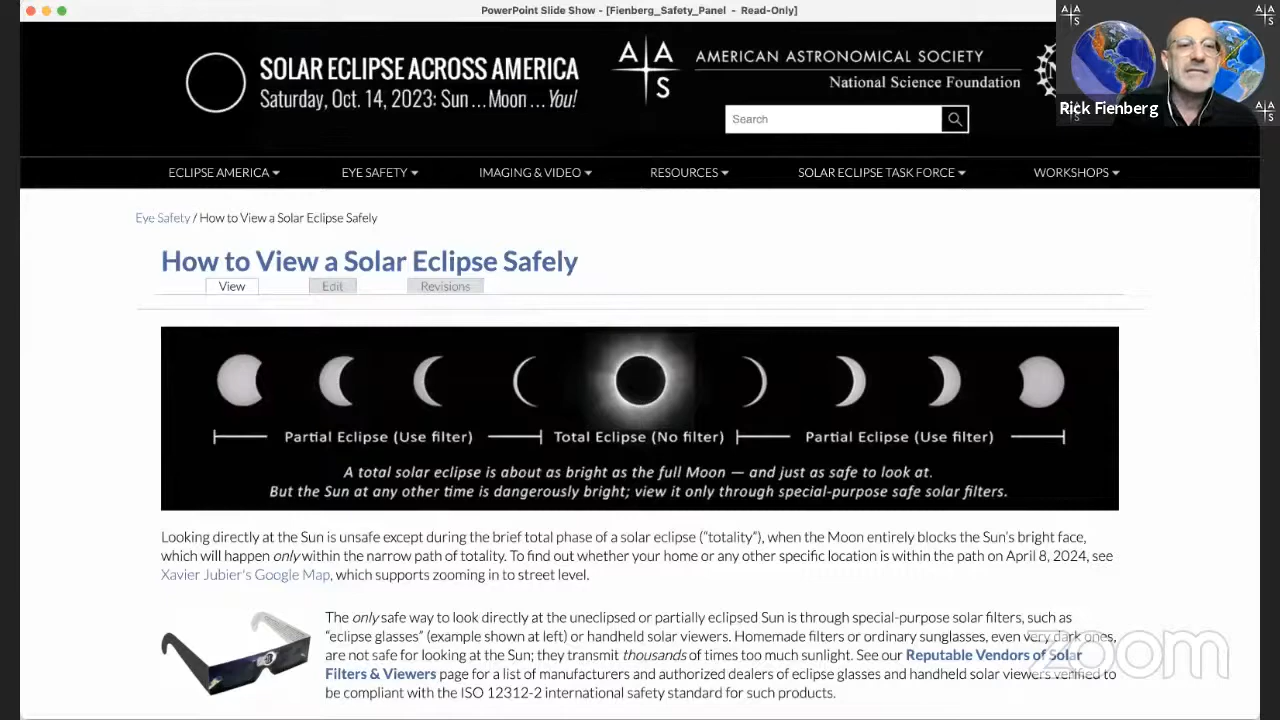 PowerPoint Slide Show - [Fienberg_Safety_Panel - Read-Only]
SOLAR ECLIPSE ACROSS AMERICA
Saturday, Oct. 14, 2023: Sun ... Moon ... You!
A A
S
AMERICAN ASTRONOMICAL SOCIETY
National Science Foundation
Search
Rick Fienberg
ECLIPSE AMERICA
EYE SAFETY
IMAGING & VIDEO
RESOURCES
SOLAR ECLIPSE TASK FORCE
WORKSHOPS
Eye Safety / How to View a Solar Eclipse Safely
How to View a Solar Eclipse Safely
View
Edit
Revisions
Partial Eclipse (Use filter)
Total Eclipse (No filter)
Partial Eclipse (Use filter)
A total solar eclipse is about as bright as the full Moon — and just as safe to look at.
But the Sun at any other time is dangerously bright; view it only through special-purpose safe solar filters.
Looking directly at the Sun is unsafe except during the brief total phase of a solar eclipse (“totality”), when the Moon entirely blocks the Sun’s bright face,
which will happen only within the narrow path of totality. To find out whether your home or any other specific location is within the path on April 8, 2024, see
Xavier Jubier's Google Map, which supports zooming in to street level.
The only safe way to look directly at the uneclipsed or partially eclipsed Sun is through special-purpose solar filters, such as
“eclipse glasses” (example shown at left) or handheld solar viewers. Homemade filters or ordinary sunglasses, even very dark ones,
are not safe for looking at the Sun; they transmit thousands of times too much sunlight. See our Reputable Vendors of Solar
Filters & Viewers page for a list of manufacturers and authorized dealers of eclipse glasses and handheld solar viewers verified to
be compliant with the ISO 12312-2 international safety standard for such products.
zoom